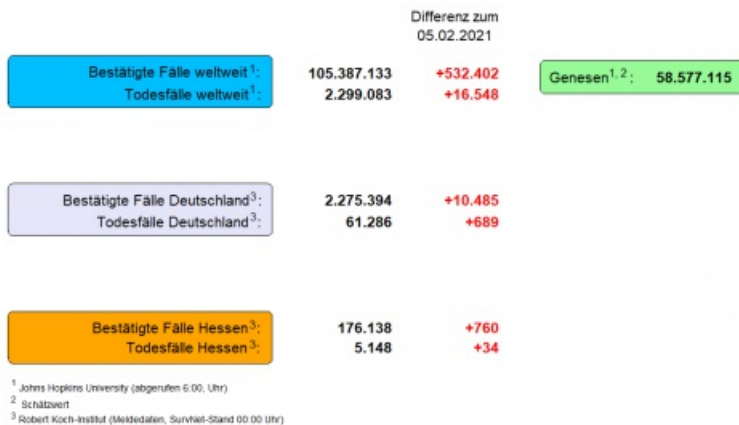 Differenz zum
05.02.2021
Bestätigte Fälle weltweit¹: 105.387.133 +532.402 Genesen¹,²: 58.577.115
Todesfälle weltweit¹: 2.299.083 +16.548
Bestätigte Fälle Deutschland³: 2.275.394 +10.485
Todesfälle Deutschland³: 61.286 +689
Bestätigte Fälle Hessen³: 176.138 +760
Todesfälle Hessen³: 5.148 +34
¹ Johns Hopkins University (abgerufen 6:00, Uhr)
² Schätzwert
³ Robert Koch-Institut (Meldedaten, SurvNet-Stand 00:00 Uhr)